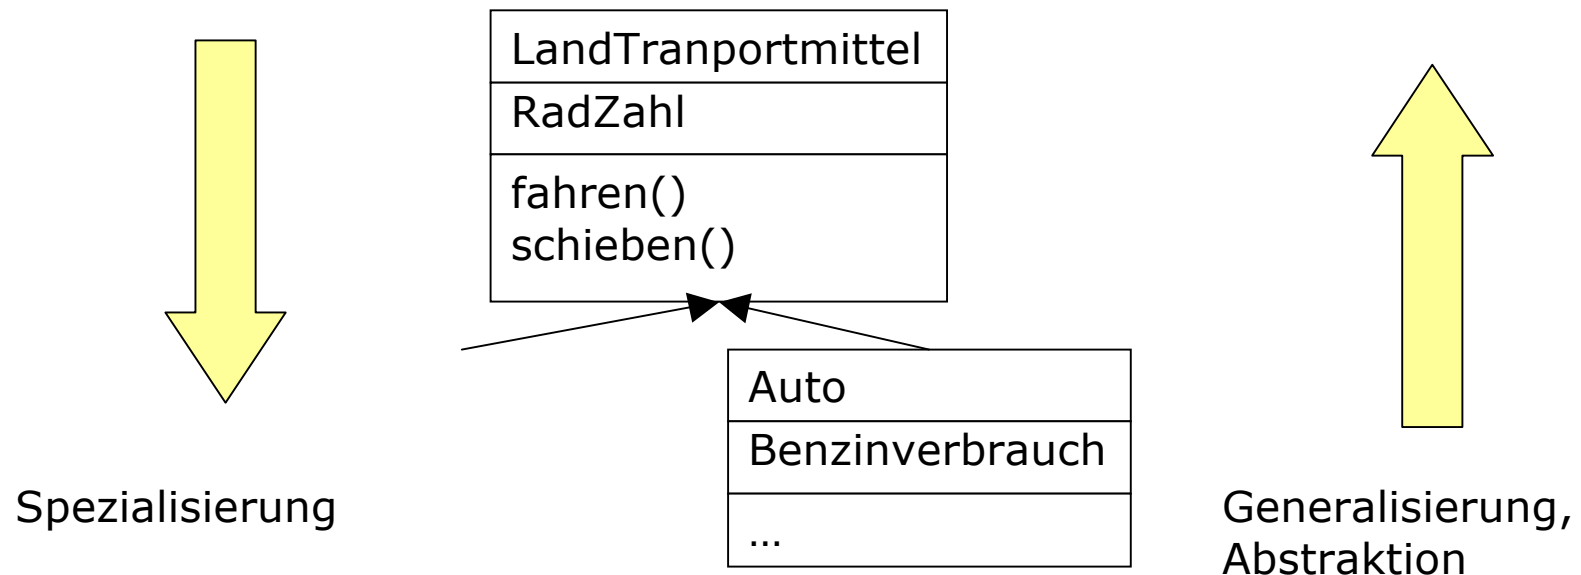 LandTranportmittel
RadZahl
fahren()
schieben()
Auto
Benzinverbrauch
...
Spezialisierung
Generalisierung,
Abstraktion